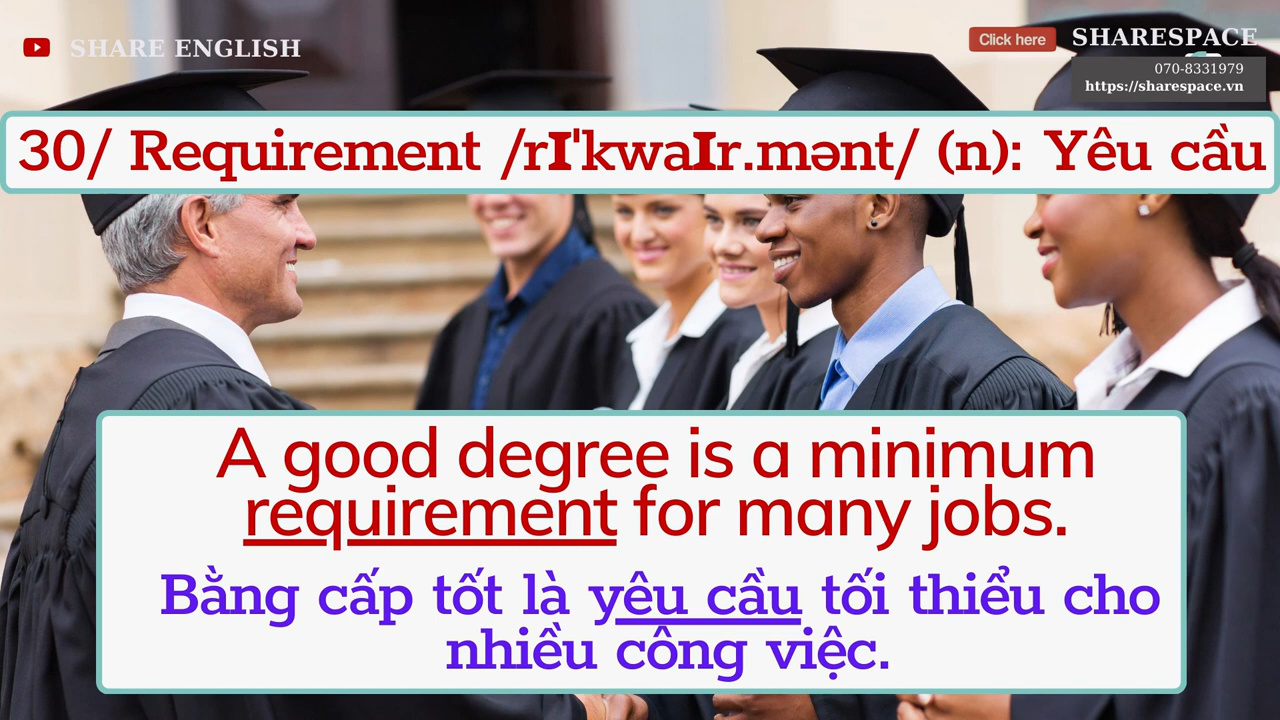 SHARE ENGLISH
Click here SHARESPACE
070-8331979
https://sharespace.vn
30/ Requirement /rɪˈkwaɪr.mənt/ (n): Yêu cầu
A good degree is a minimum
requirement for many jobs.
Bằng cấp tốt là yêu cầu tối thiểu cho
nhiều công việc.